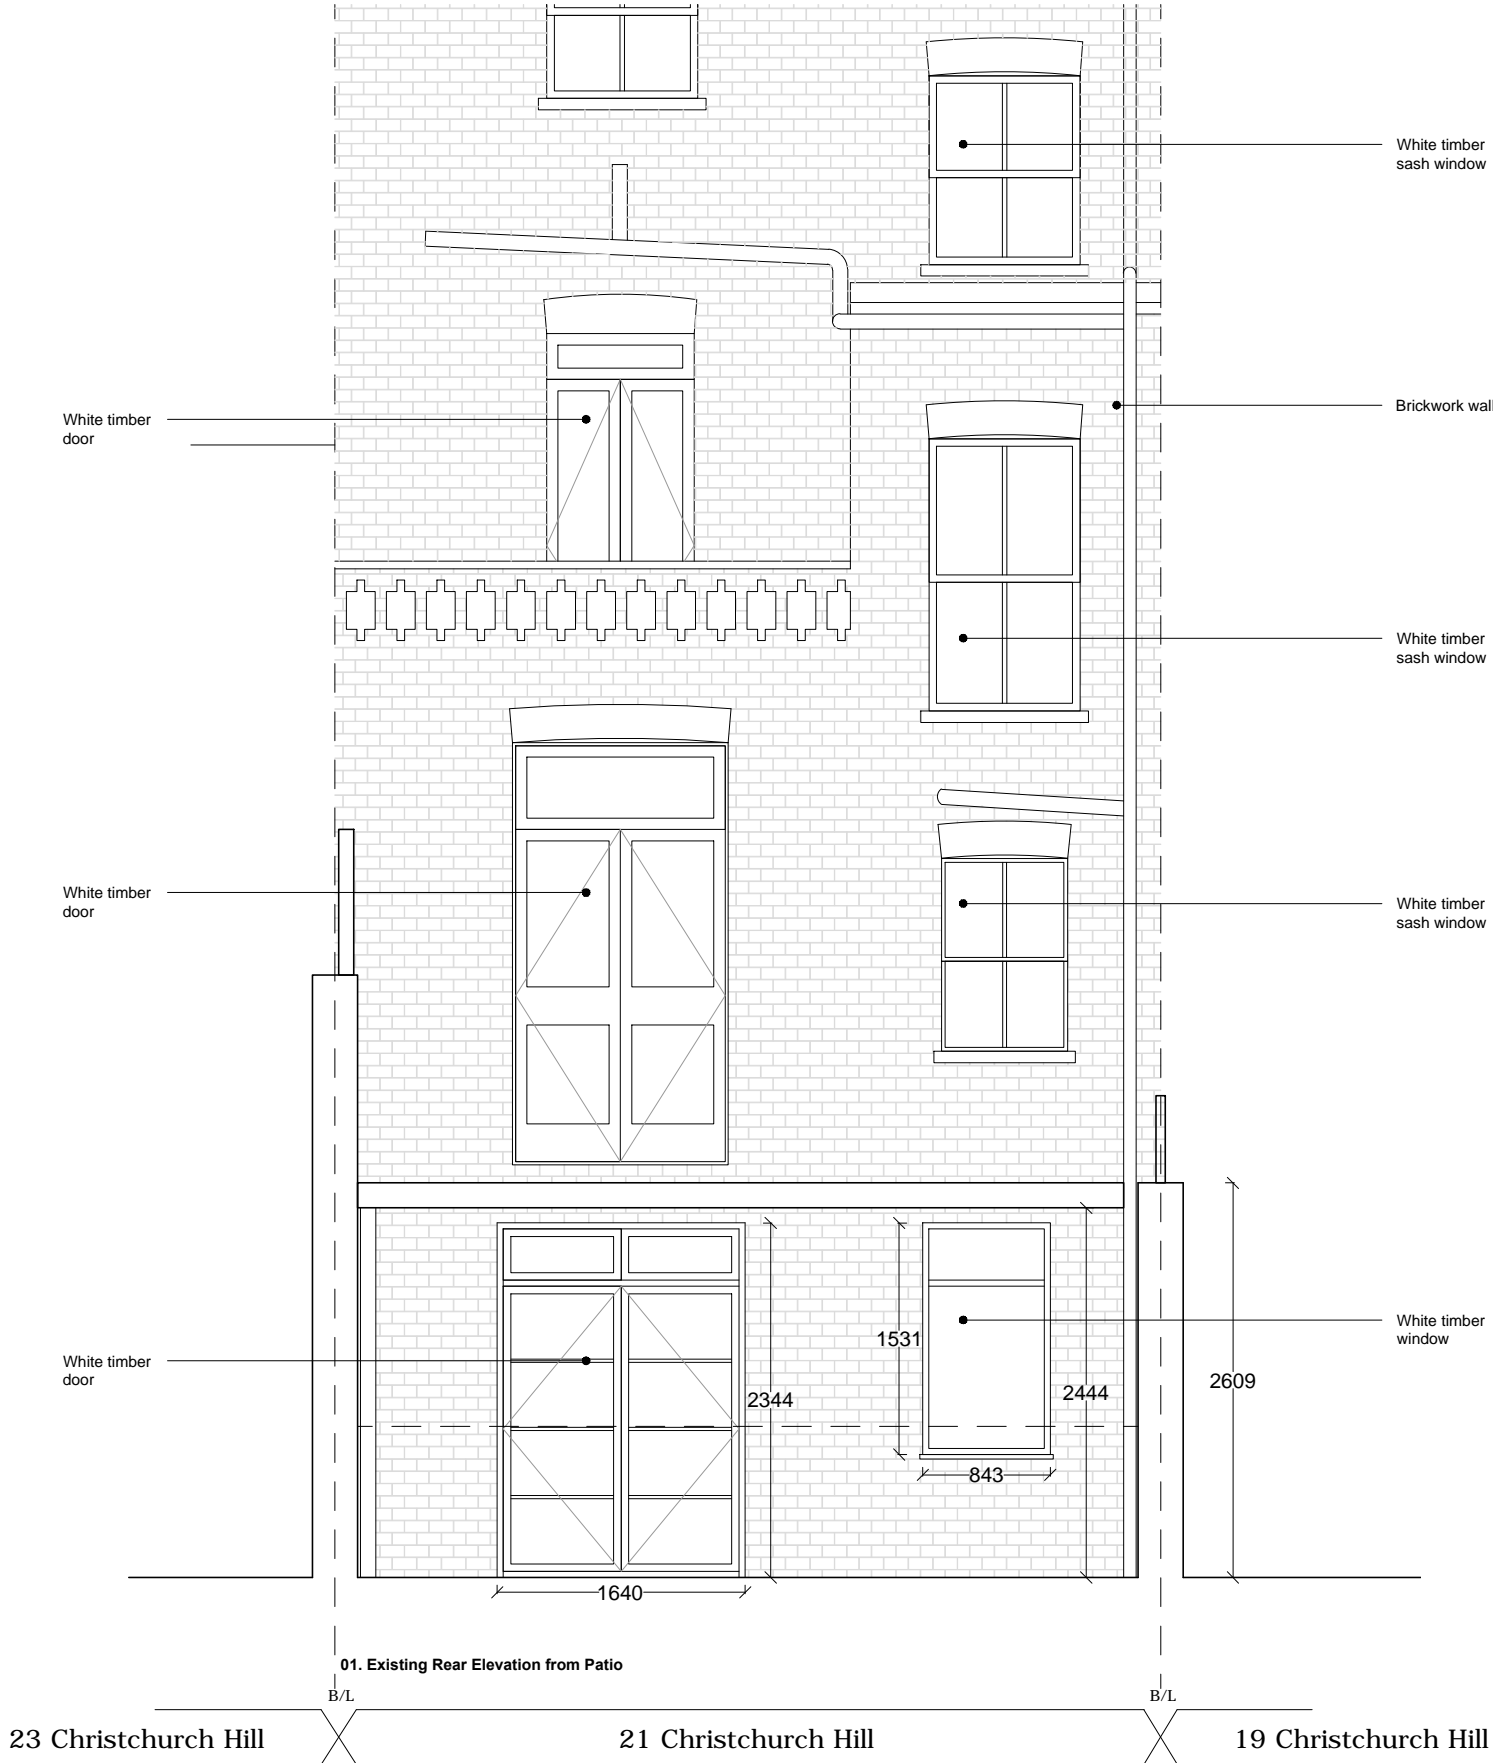 White timber
sash window
White timber
door
Brickwork wall
White timber
sash window
White timber
door
White timber
sash window
White timber
door
White timber
window
1531
2344
2444
2609
843
1640
01. Existing Rear Elevation from Patio
B/L
B/L
23 Christchurch Hill
21 Christchurch Hill
19 Christchurch Hill